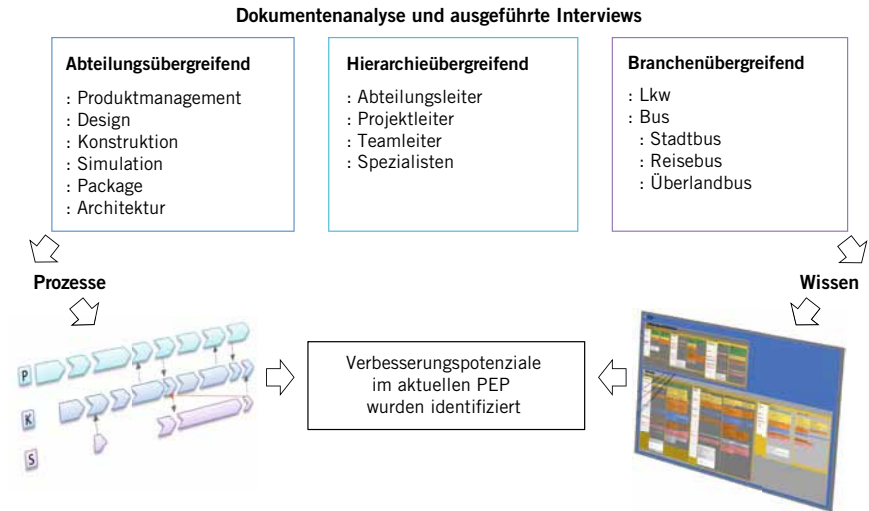 Dokumentenanalyse und ausgeführte Interviews
Abteilungsübergreifend
: Produktmanagement
: Design
: Konstruktion
: Simulation
: Package
: Architektur
Hierarchieübergreifend
: Abteilungsleiter
: Projektleiter
: Teamleiter
: Spezialisten
Branchenübergreifend
: Lkw
: Bus
: Stadtbus
: Reisebus
: Überlandbus
Prozesse
Wissen
P
K
S
Verbesserungspotenziale
im aktuellen PEP
wurden identifiziert